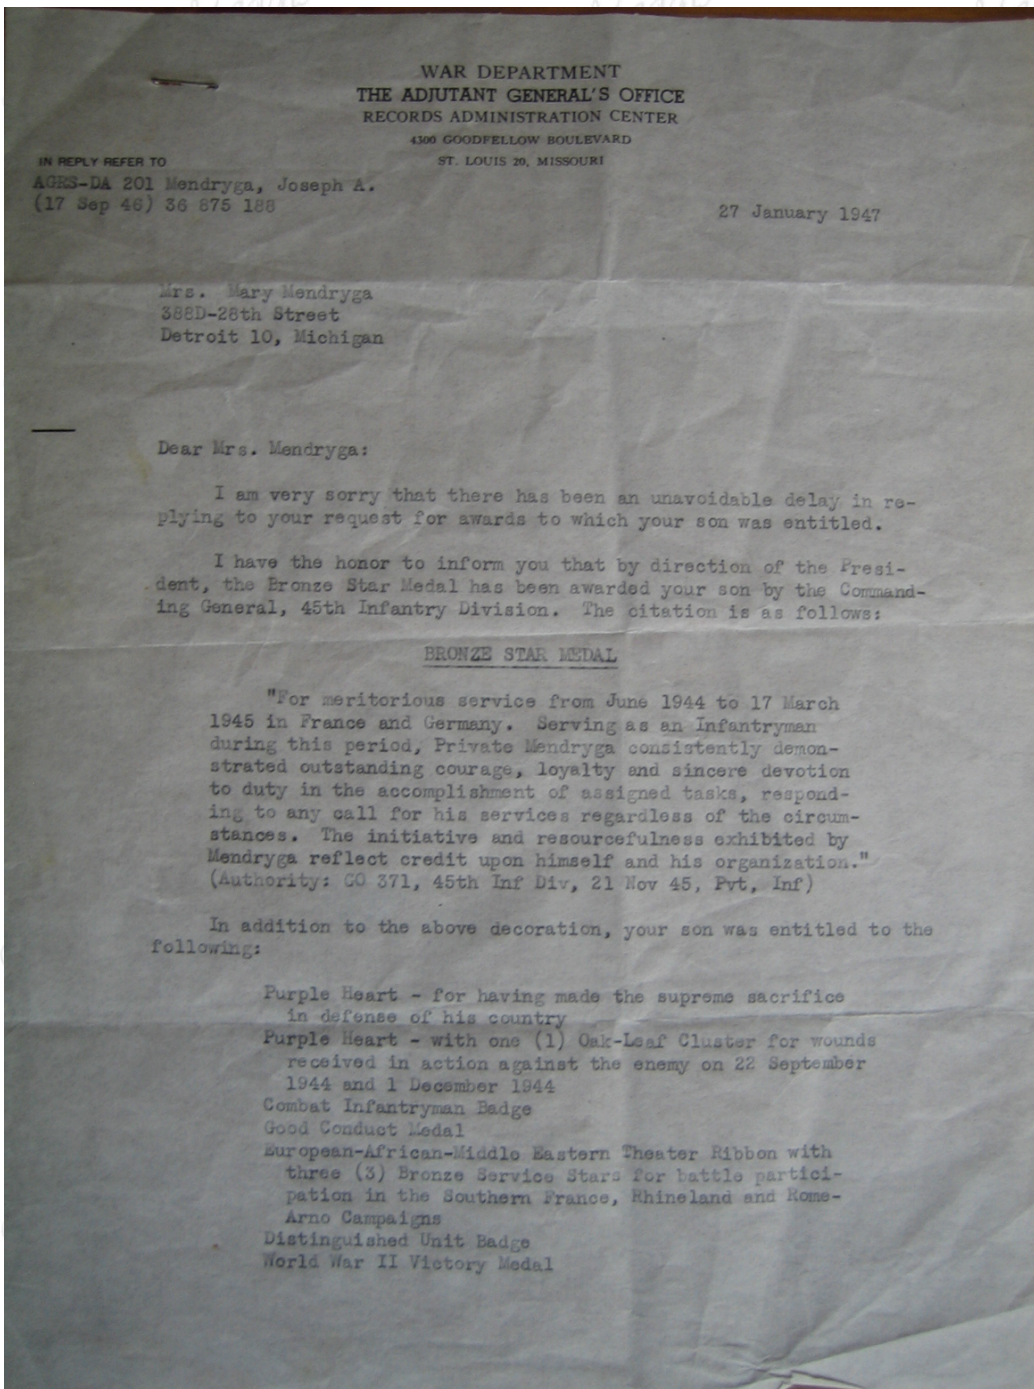 WAR DEPARTMENT
THE ADJUTANT GENERAL'S OFFICE
RECORDS ADMINISTRATION CENTER
4300 GOODFELLOW BOULEVARD
ST. LOUIS 20, MISSOURI
IN REPLY REFER TO
AGRS-DA 201 Mendryga, Joseph A.
(17 Sep 46) 36 875 188
27 January 1947
Mrs. Mary Mendryga
388D-28th Street
Detroit 10, Michigan
Dear Mrs. Mendryga:
I am very sorry that there has been an unavoidable delay in re-
plying to your request for awards to which your son was entitled.
I have the honor to inform you that by direction of the Presi-
dent, the Bronze Star Medal has been awarded your son by the Command-
ing General, 45th Infantry Division. The citation is as follows:
BRONZE STAR MEDAL
"For meritorious service from June 1944 to 17 March
1945 in France and Germany. Serving as an Infantryman
during this period, Private Mendryga consistently demon-
strated outstanding courage, loyalty and sincere devotion
to duty in the accomplishment of assigned tasks, respond-
ing to any call for his services regardless of the circum-
stances. The initiative and resourcefulness exhibited by
Mendryga reflect credit upon himself and his organization."
(Authority: GO 371, 45th Inf Div, 21 Nov 45, Pvt, Inf)
In addition to the above decoration, your son was entitled to the
following:
Purple Heart - for having made the supreme sacrifice
in defense of his country
Purple Heart - with one (1) Oak-Leaf Cluster for wounds
received in action against the enemy on 22 September
1944 and 1 December 1944
Combat Infantryman Badge
Good Conduct Medal
European-African-Middle Eastern Theater Ribbon with
three (3) Bronze Service Stars for battle partici-
pation in the Southern France, Rhineland and Rome-
Arno Campaigns
Distinguished Unit Badge
World War II Victory Medal